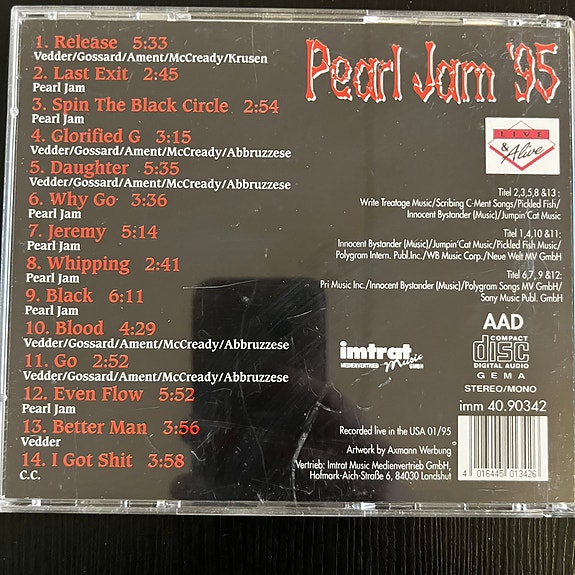 1. Release 5:33
Vedder/Gossard/Ament/McCready/Krusen
2. Last Exit 2:45
Pearl Jam
3. Spin The Black Circle 2:54
Pearl Jam
4. Glorified G 3:15
Vedder/Gossard/Ament/McCready/Abbruzzese
5. Daughter 5:35
Vedder/Gossard/Ament/McCready/Abbruzzese
6. Why Go 3:36
Pearl Jam
7. Jeremy 5:14
Pearl Jam
8. Whipping 2:41
Pearl Jam
9. Black 6:11
Pearl Jam
10. Blood 4:29
Vedder/Gossard/Ament/McCready/Abbruzzese
11. Go 2:52
Vedder/Gossard/Ament/McCready/Abbruzzese
12. Even Flow 5:52
Pearl Jam
13. Better Man 3:56
Vedder
14. I Got Shit 3:58
C.C.
Pearl Jam '95
LIVE
& Alive
Titel 2,3,5,8 &13 :
Write Treatage Music/Scribing C-Ment Songs/Pickled Fish/
Innocent Bystander (Music)/Jumpin'Cat Music
Titel 1,4,10 &11:
Innocent Bystander (Music)/Jumpin'Cat Music/Pickled Fish Music/
Polygram Intern. Publ.Inc./WB Music Corp./Neue Welt MV GmbH
Titel 6,7, 9 &12:
Pri Music Inc./Innocent Bystander (Music)/Polygram Songs MV GmbH/
Sony Music Publ. GmbH
imtrat
Music
MEDIENVERTRIEB GMBH
AAD
COMPACT
disc
DIGITAL AUDIO
GEMA
STEREO/MONO
imm 40.90342
Recorded live in the USA 01/95
Artwork by Axmann Werbung
Vertrieb: Imtrat Music Medienvertrieb GmbH,
Hofmark-Aich-Straße 6, 84030 Landshut
4 016445 013426